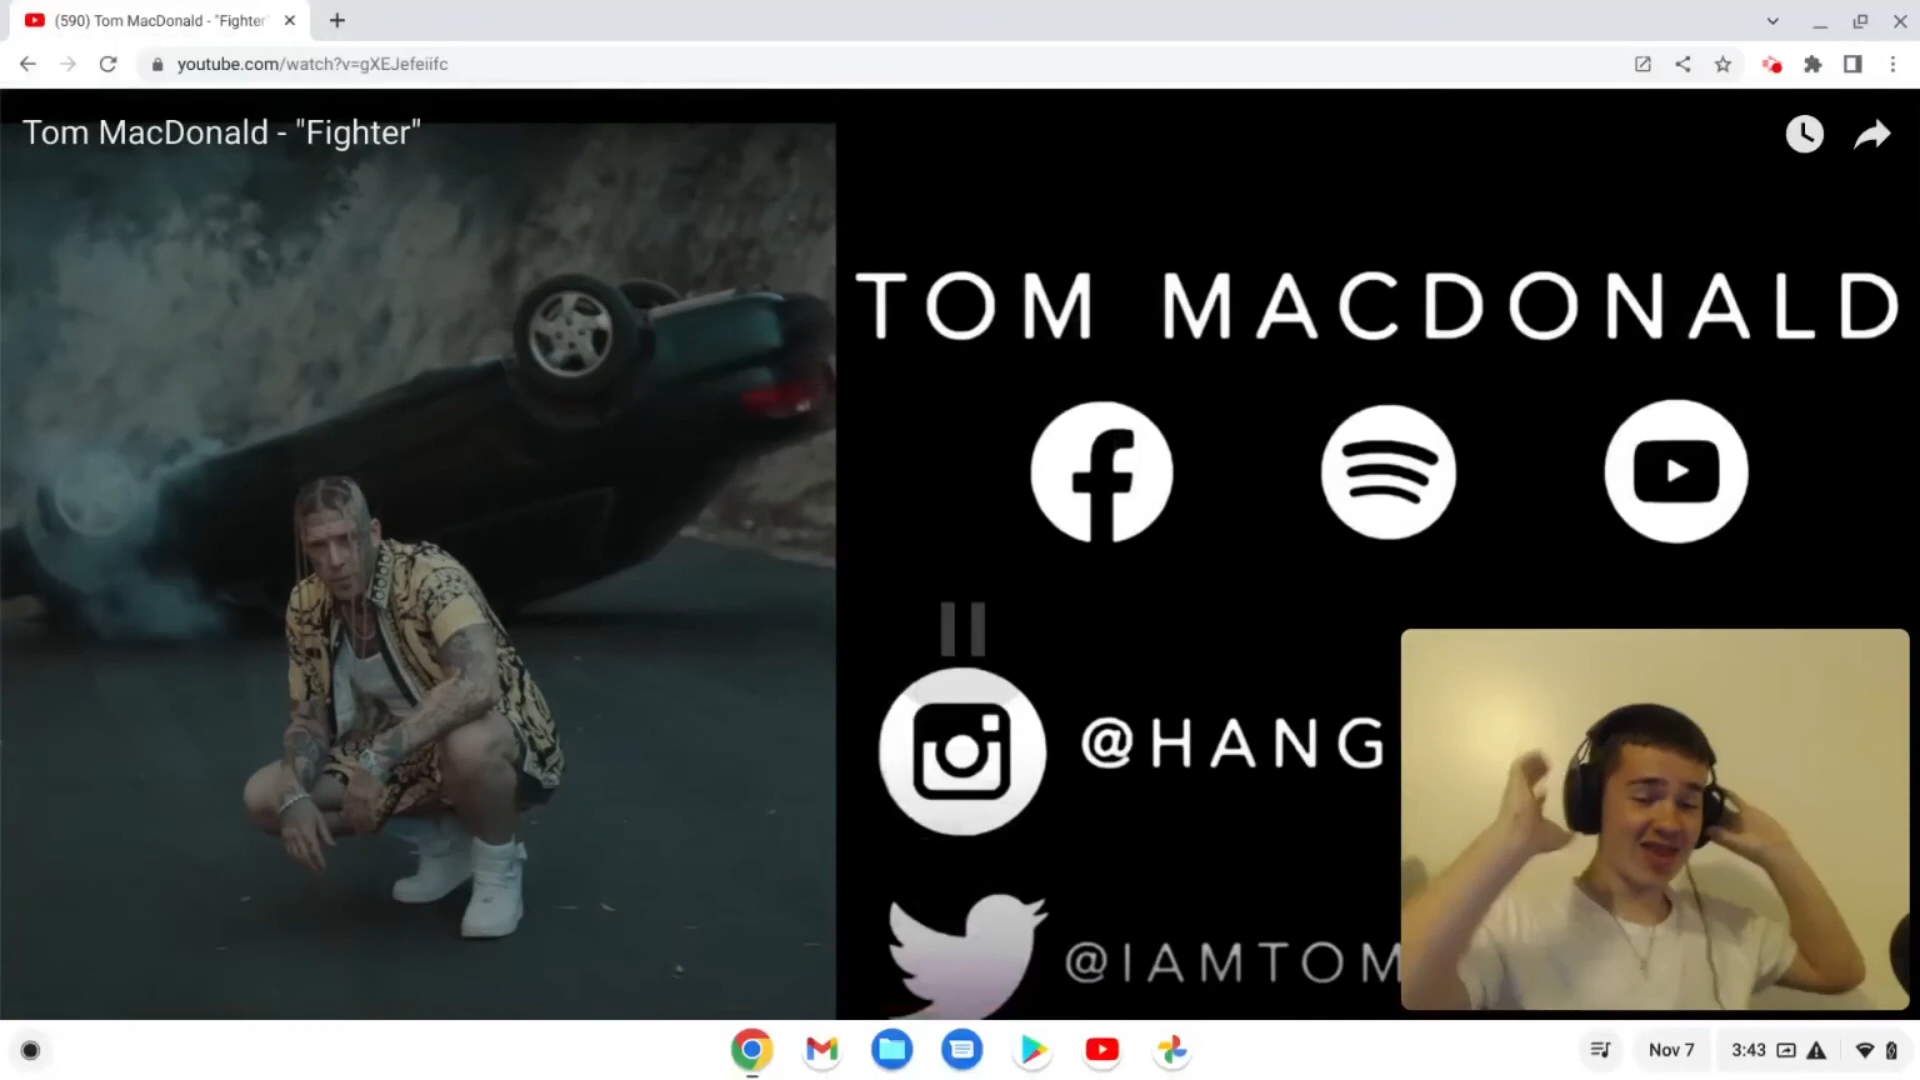 (590) Tom MacDonald - "Fighter"
youtube.com/watch?v=gXEJefeiifc
Tom MacDonald - "Fighter"
TOM MACDONALD
@HANG
@IAMTOM
Nov 7
3:43